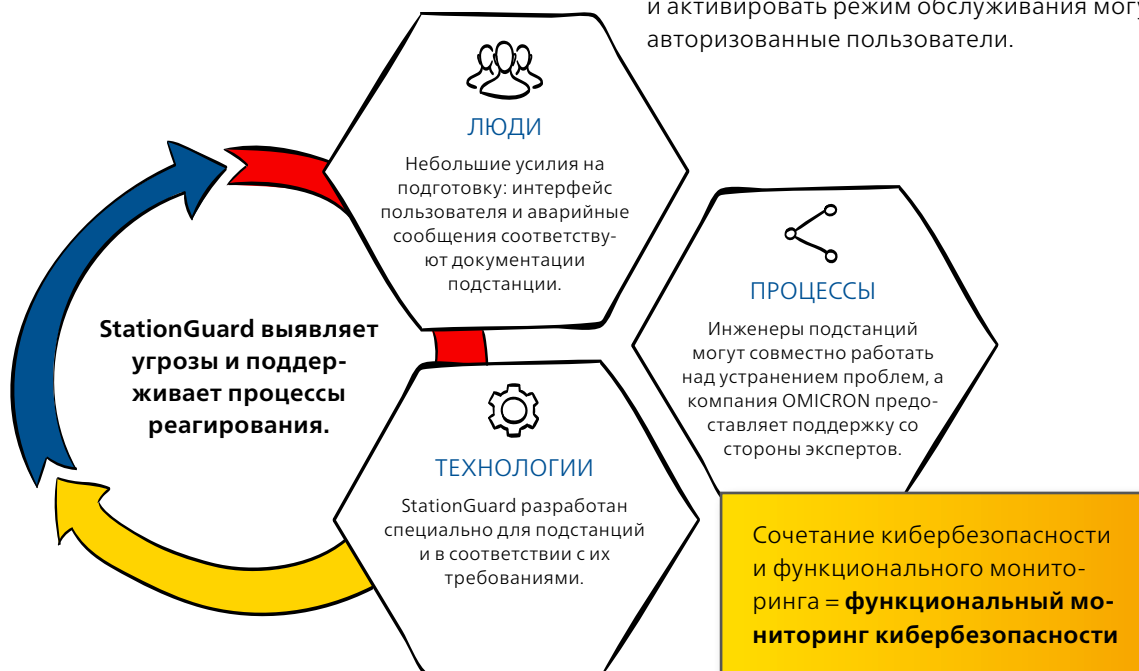 и активировать режим обслуживания могу
авторизованные пользователи.
ЛЮДИ
Небольшие усилия на
подготовку: интерфейс
пользователя и аварийные
сообщения соответству-
ют документации
подстанции.
ПРОЦЕССЫ
Инженеры подстанций
могут совместно работать
над устранением проблем, а
компания OMICRON предо-
ставляет поддержку со
стороны экспертов.
StationGuard выявляет
угрозы и поддер-
живает процессы
реагирования.
ТЕХНОЛОГИИ
StationGuard разработан
специально для подстанций
и в соответствии с их
требованиями.
Сочетание кибербезопасности
и функционального монито-
ринга = функциональный мо-
ниторинг кибербезопасности